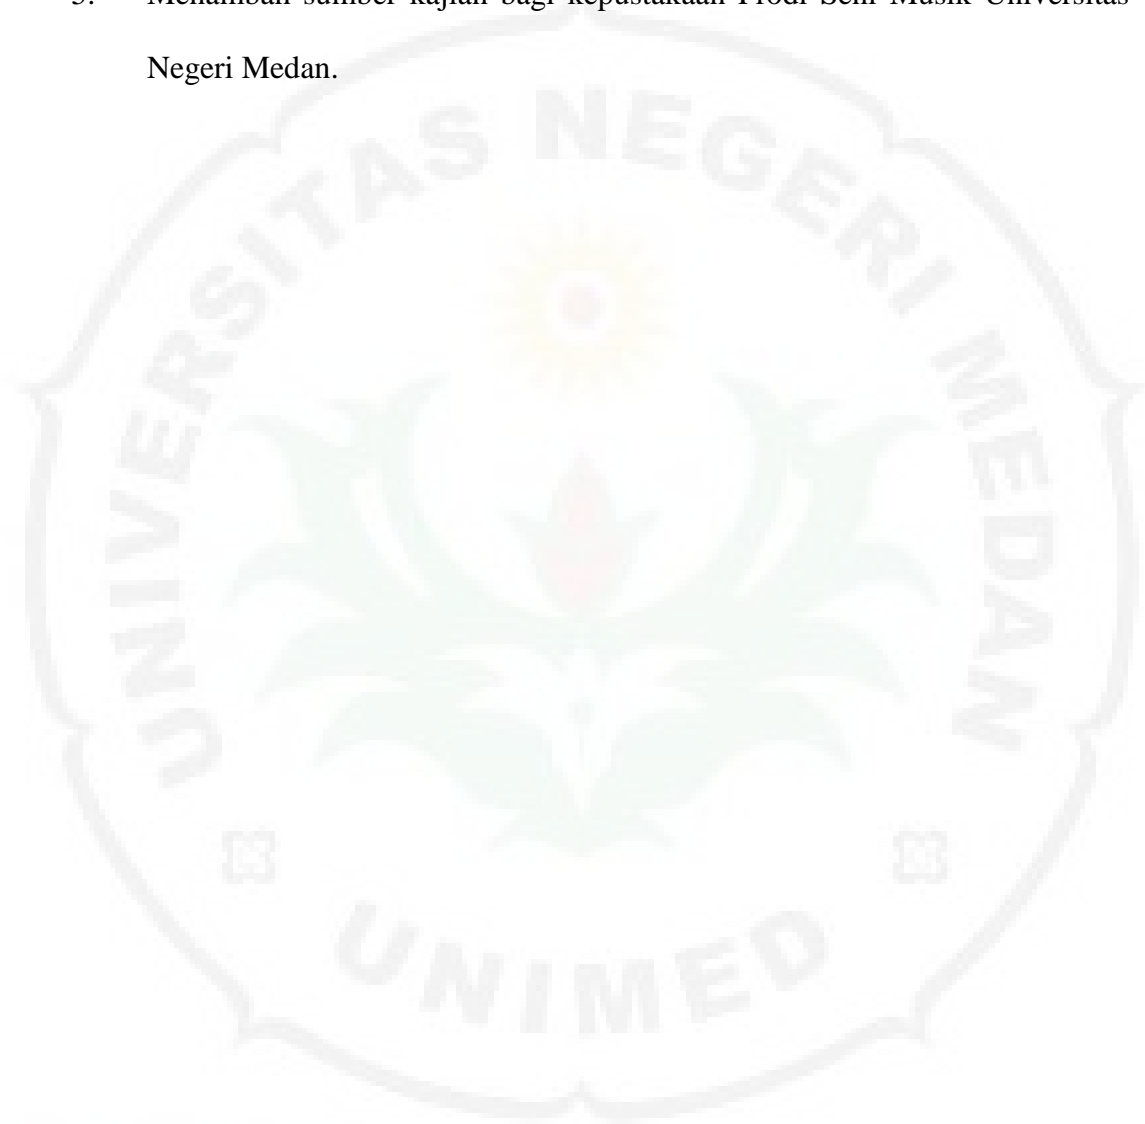 Menambah sumber kajian bagi kepustakaan Prodi Seni Musik Universitas
Negeri Medan.
UNIVERSITAS NEGERI MEDAN
UNIMED